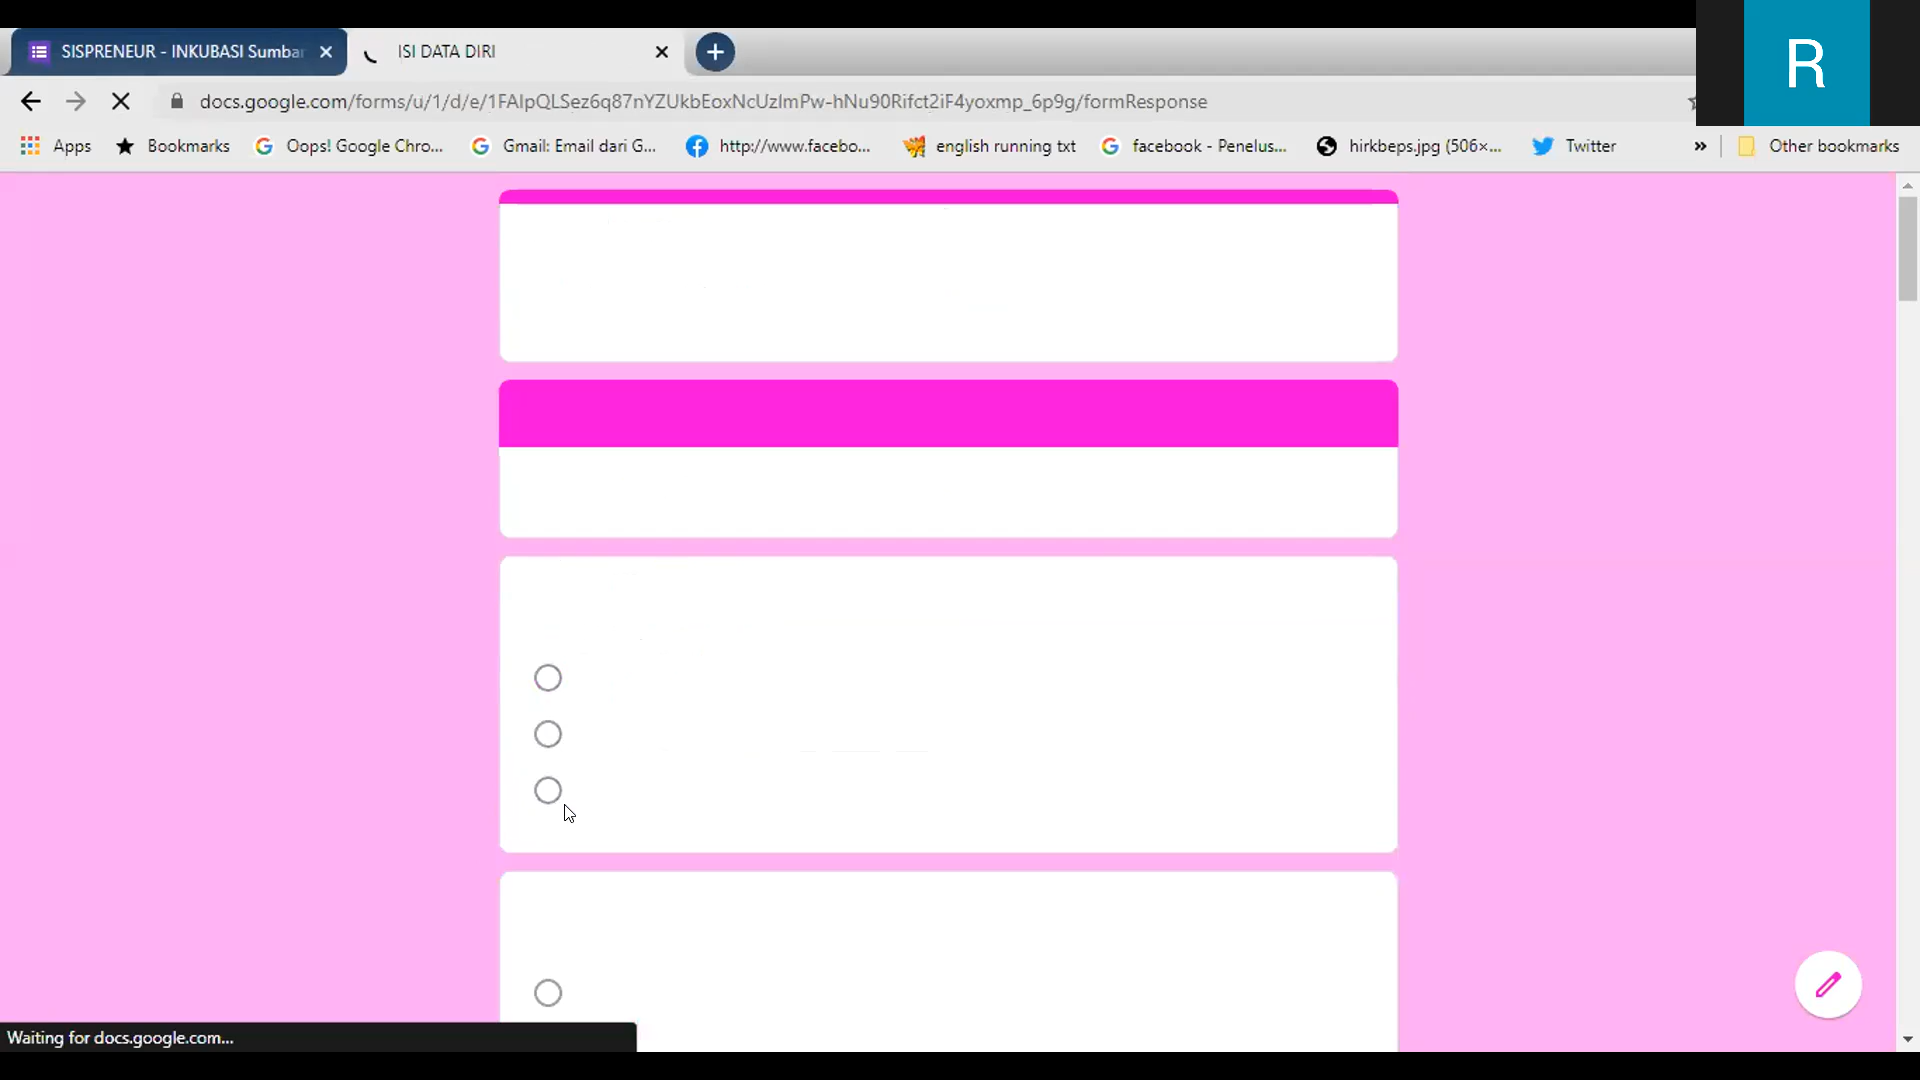 SISPRENEUR - INKUBASI Sumbar
ISI DATA DIRI
R
docs.google.com/forms/u/1/d/e/1FAIpQLSez6q87nYZUkbEoxNcUzImPw-hNu90Rifct2iF4yoxmp_6p9g/formResponse
Apps
Bookmarks
Oops! Google Chro...
Gmail: Email dari G...
http://www.facebo...
english running txt
facebook - Penelus...
hirkbeps.jpg (506×...
Twitter
»
Other bookmarks
Waiting for docs.google.com...